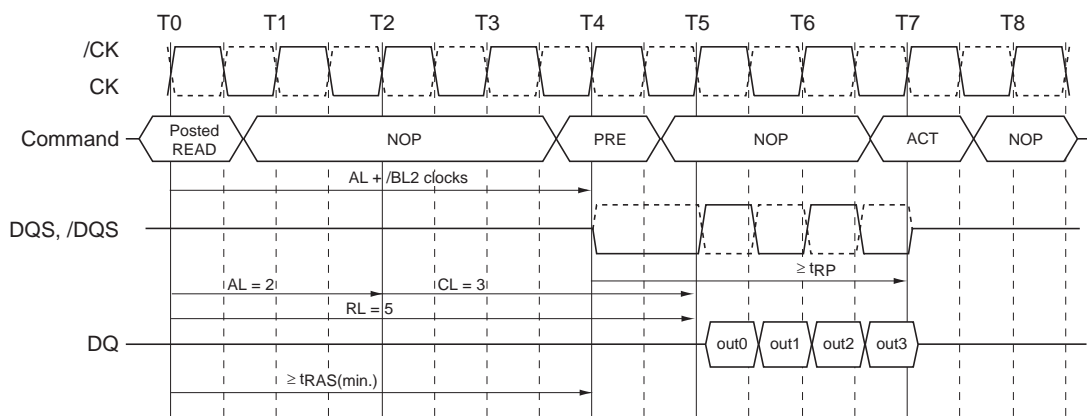 T0 T1 T2 T3 T4 T5 T6 T7 T8
/CK
CK
Command
Posted
READ
NOP PRE NOP ACT NOP
AL + /BL2 clocks
DQS, /DQS
≥ tRP
AL = 2 CL = 3
RL = 5
DQ
out0 out1 out2 out3
≥ tRAS(min.)